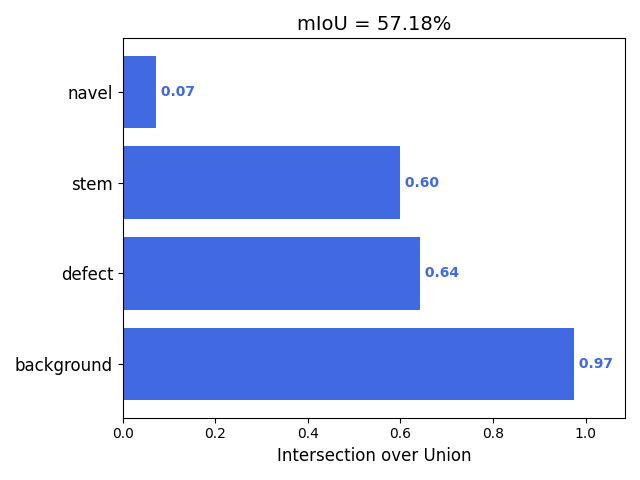 mIoU = 57.18%
navel
0.07
stem
0.60
defect
0.64
background
0.97
0.0 0.2 0.4 0.6 0.8 1.0
Intersection over Union